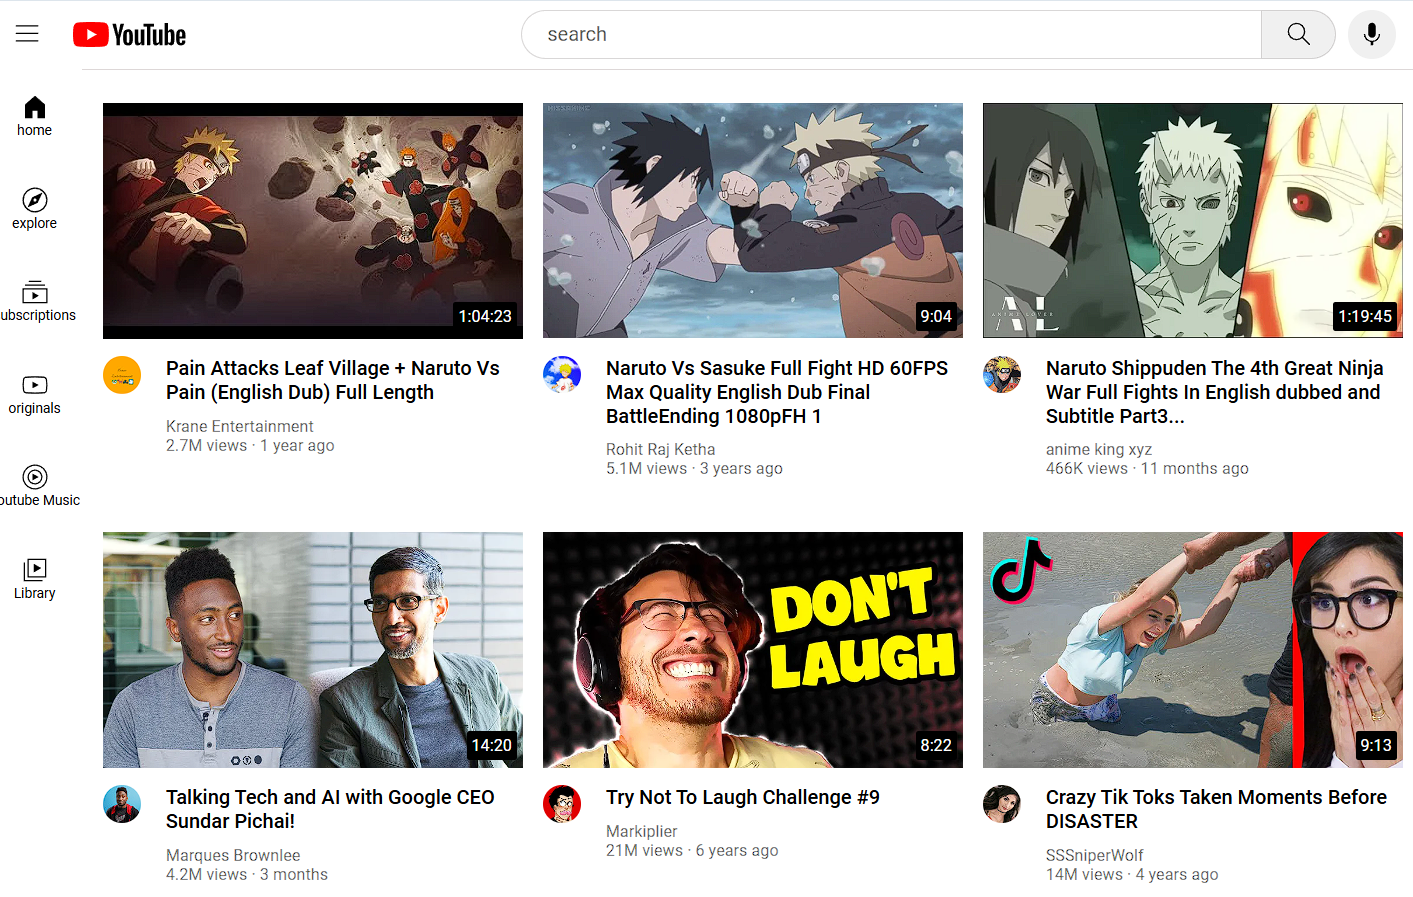 YouTube
search
home
explore
ubscriptions
originals
outube Music
Library
1:04:23
Pain Attacks Leaf Village + Naruto Vs
Pain (English Dub) Full Length
Krane Entertainment
2.7M views · 1 year ago
9:04
Naruto Vs Sasuke Full Fight HD 60FPS
Max Quality English Dub Final
BattleEnding 1080pFH 1
Rohit Raj Ketha
5.1M views · 3 years ago
AL
ANIME LOVER
1:19:45
Naruto Shippuden The 4th Great Ninja
War Full Fights In English dubbed and
Subtitle Part3...
anime king xyz
466K views · 11 months ago
14:20
Talking Tech and AI with Google CEO
Sundar Pichai!
Marques Brownlee
4.2M views · 3 months
DON'T
LAUGH
8:22
Try Not To Laugh Challenge #9
Markiplier
21M views · 6 years ago
9:13
Crazy Tik Toks Taken Moments Before
DISASTER
SSSniperWolf
14M views · 4 years ago